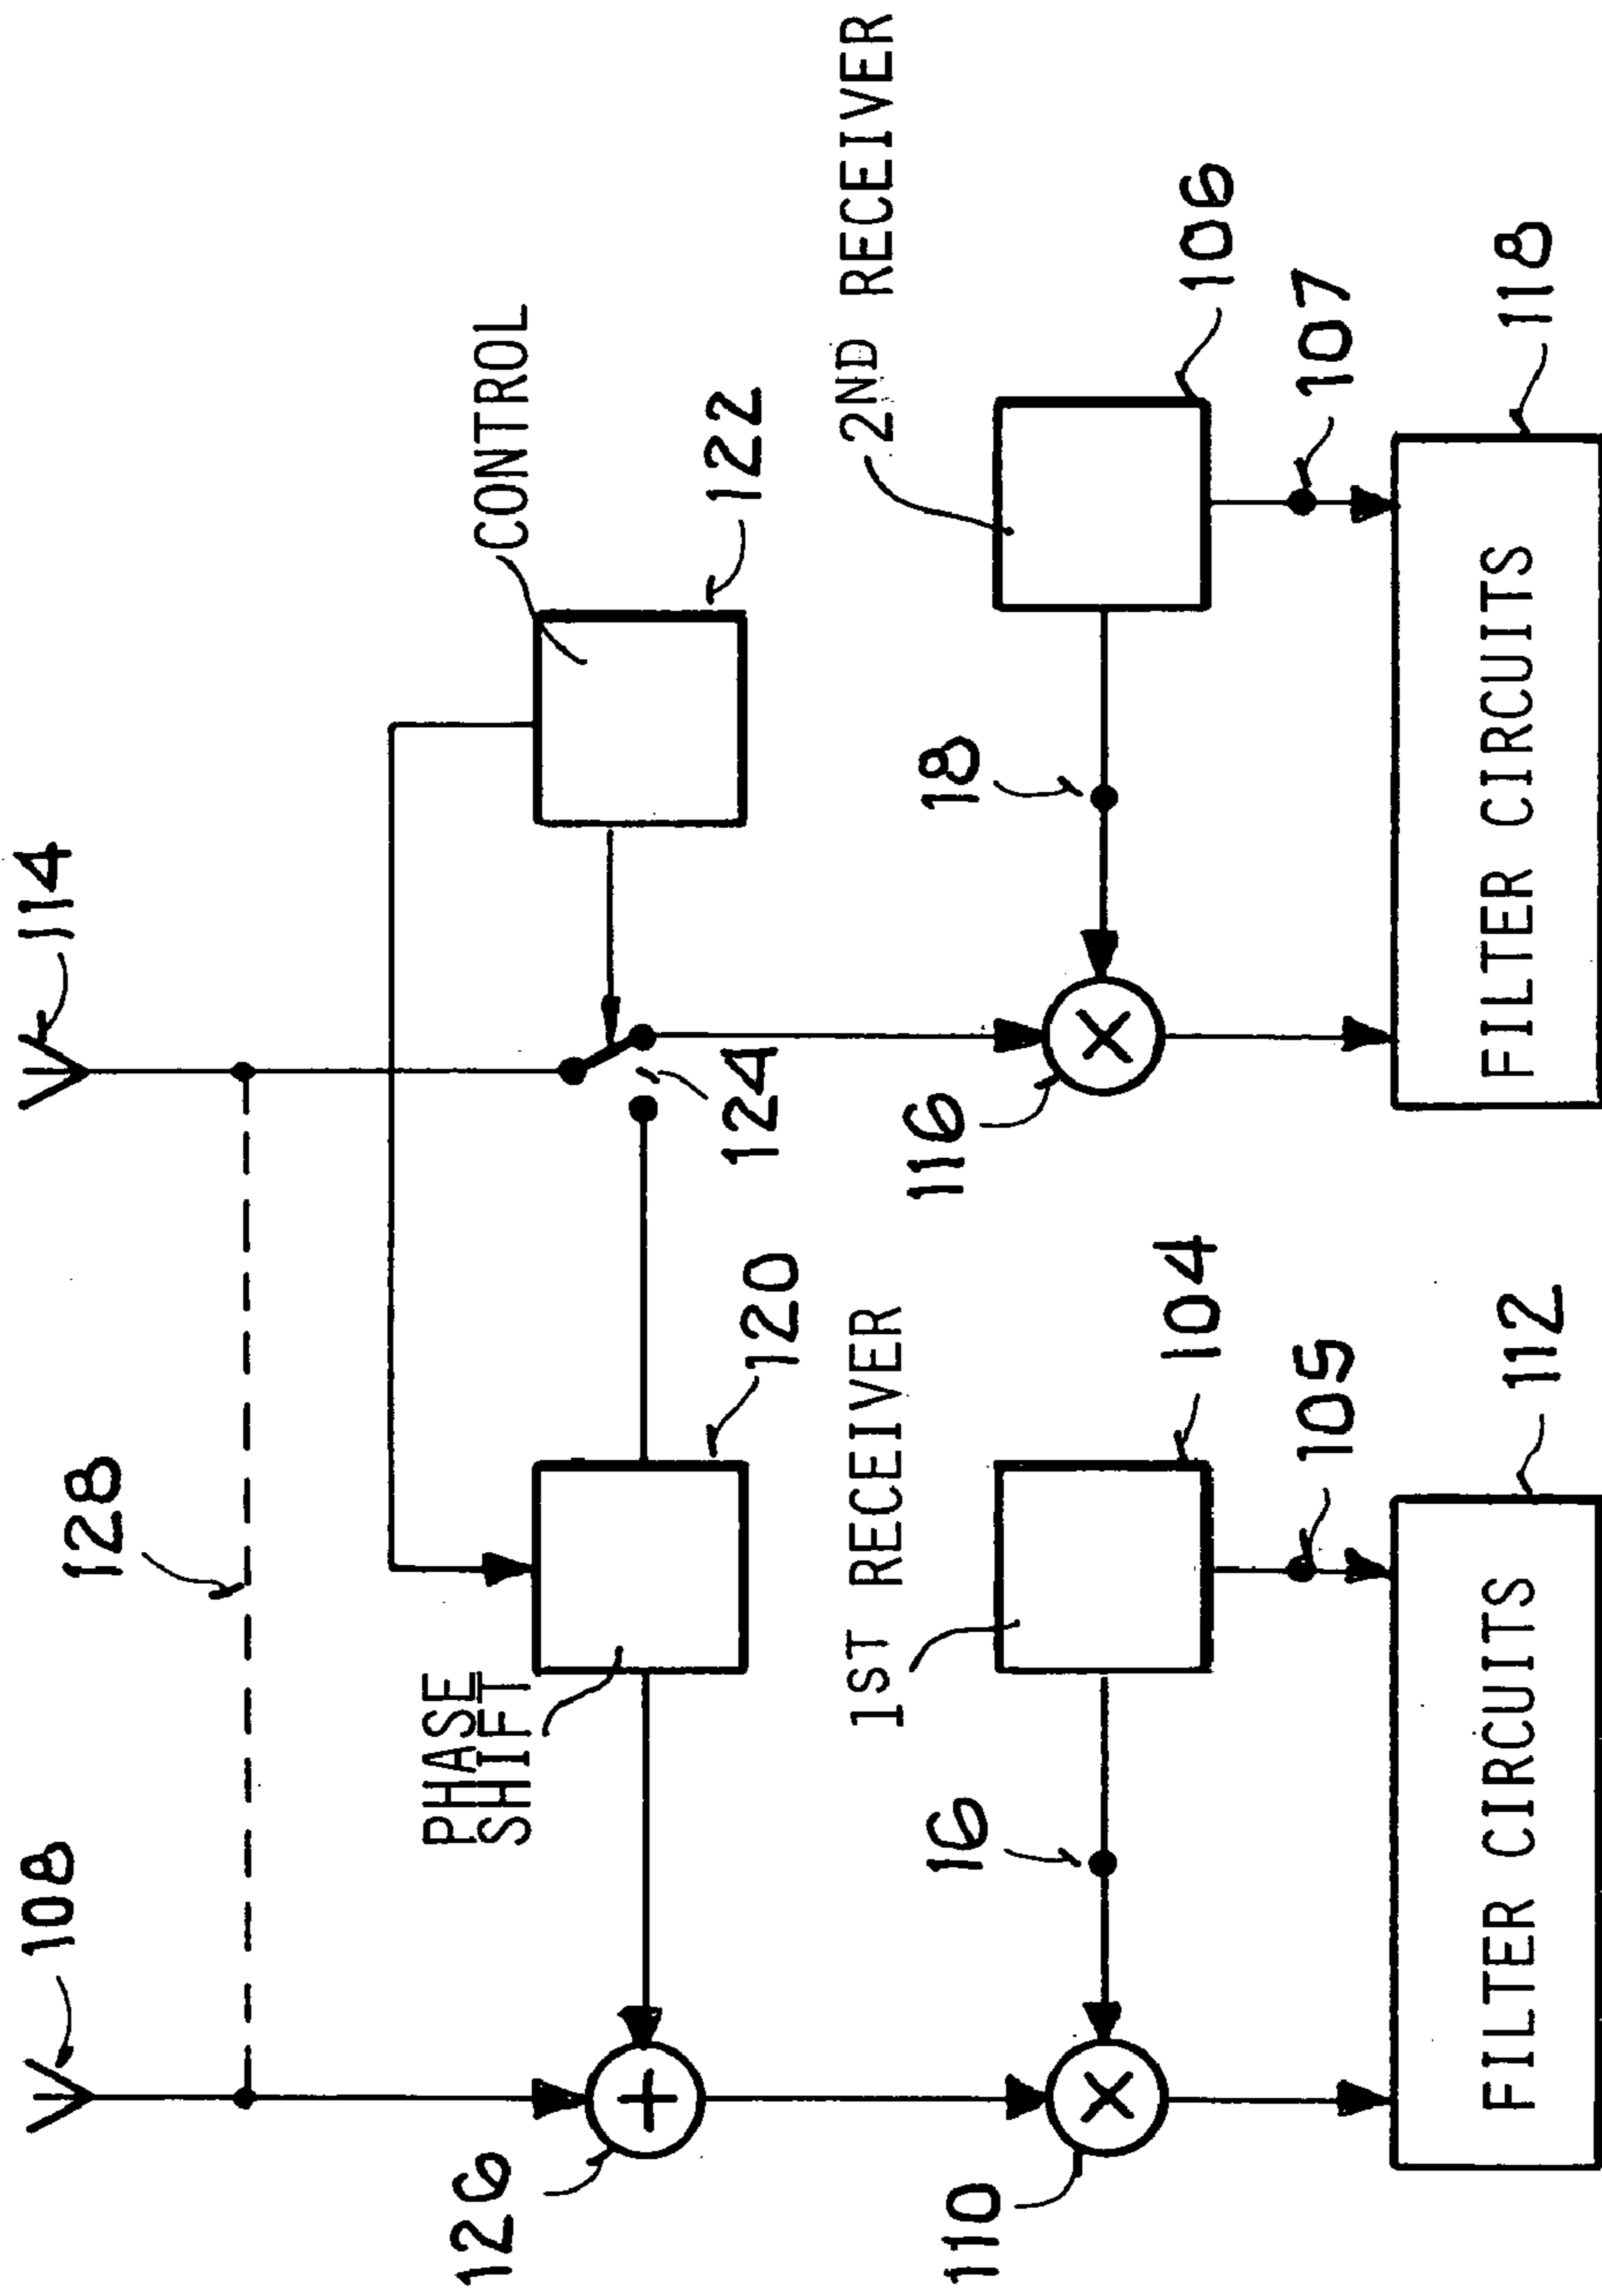 108
114
128
PHASE
SHIFT
CONTROL
126
120
124
122
1ST RECEIVER
2ND RECEIVER
110
16
116
18
104
106
105
107
FILTER CIRCUITS
112
FILTER CIRCUITS
118